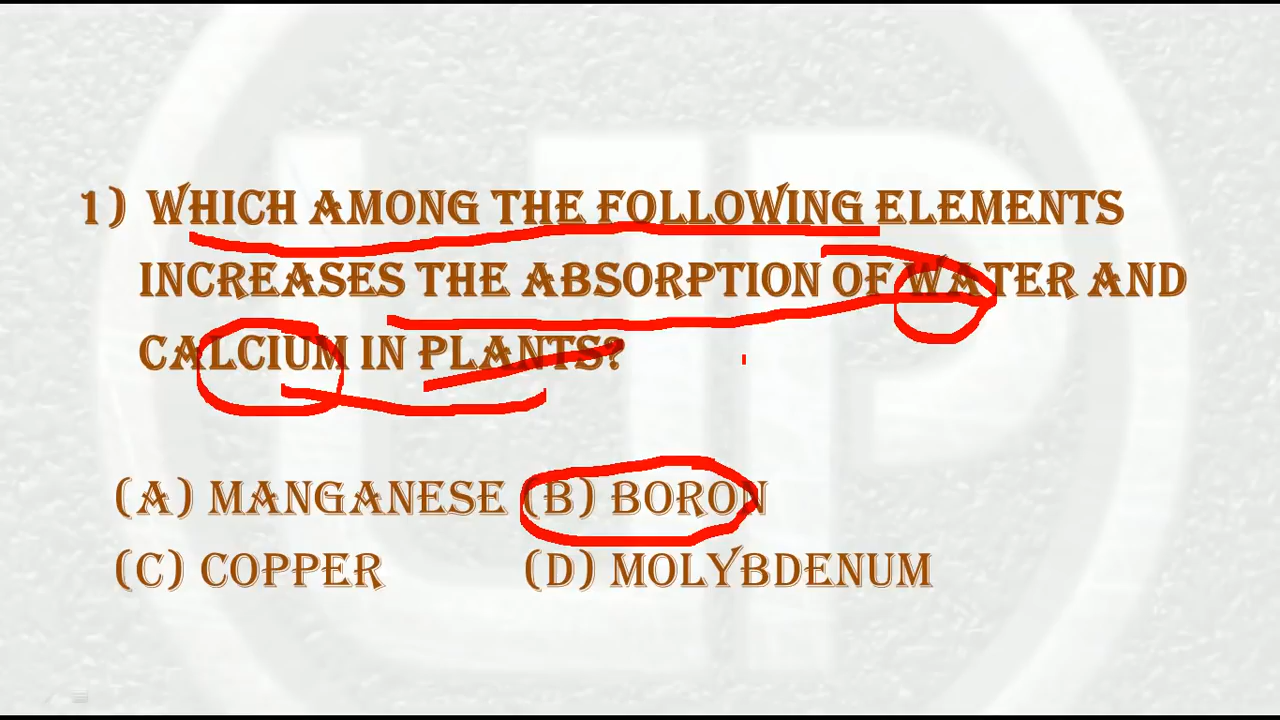 1) WHICH AMONG THE FOLLOWING ELEMENTS
INCREASES THE ABSORPTION OF WATER AND
CALCIUM IN PLANTS?
(A) MANGANESE (B) BORON
(C) COPPER (D) MOLYBDENUM